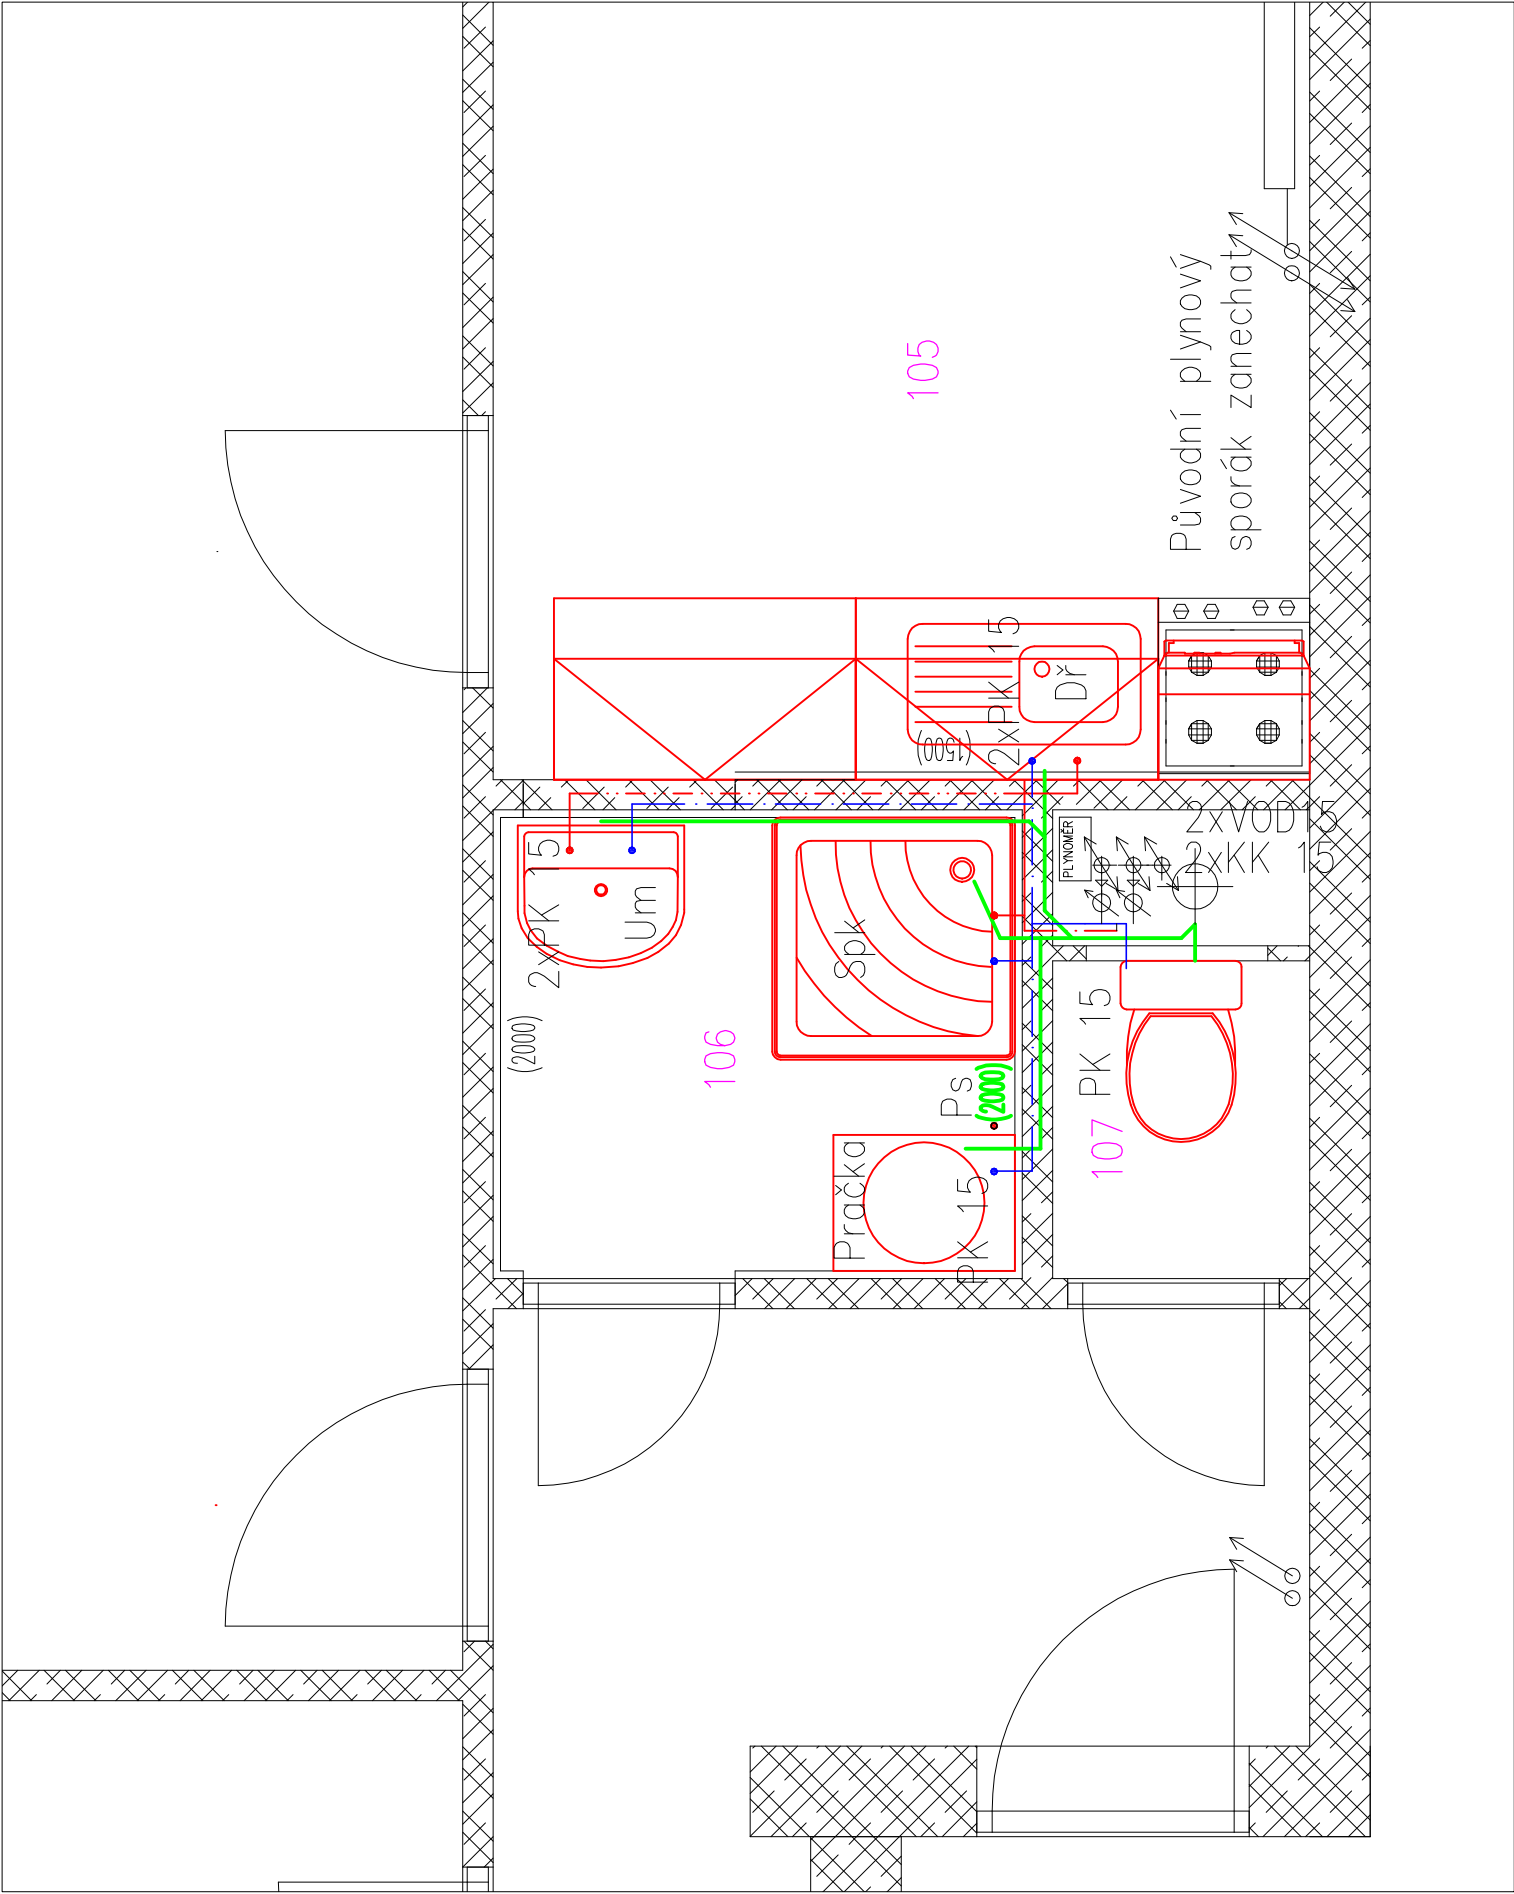 105
Původní plynový
sporák zanechat
2xPK 15
Dř
(1500)
2xVOD15
2xKK 15
PLYNOMĚR
2xPK 15
Um
Spk
(2000)
106
PK 15
Ps
(2000)
107
Pračka
PK 15